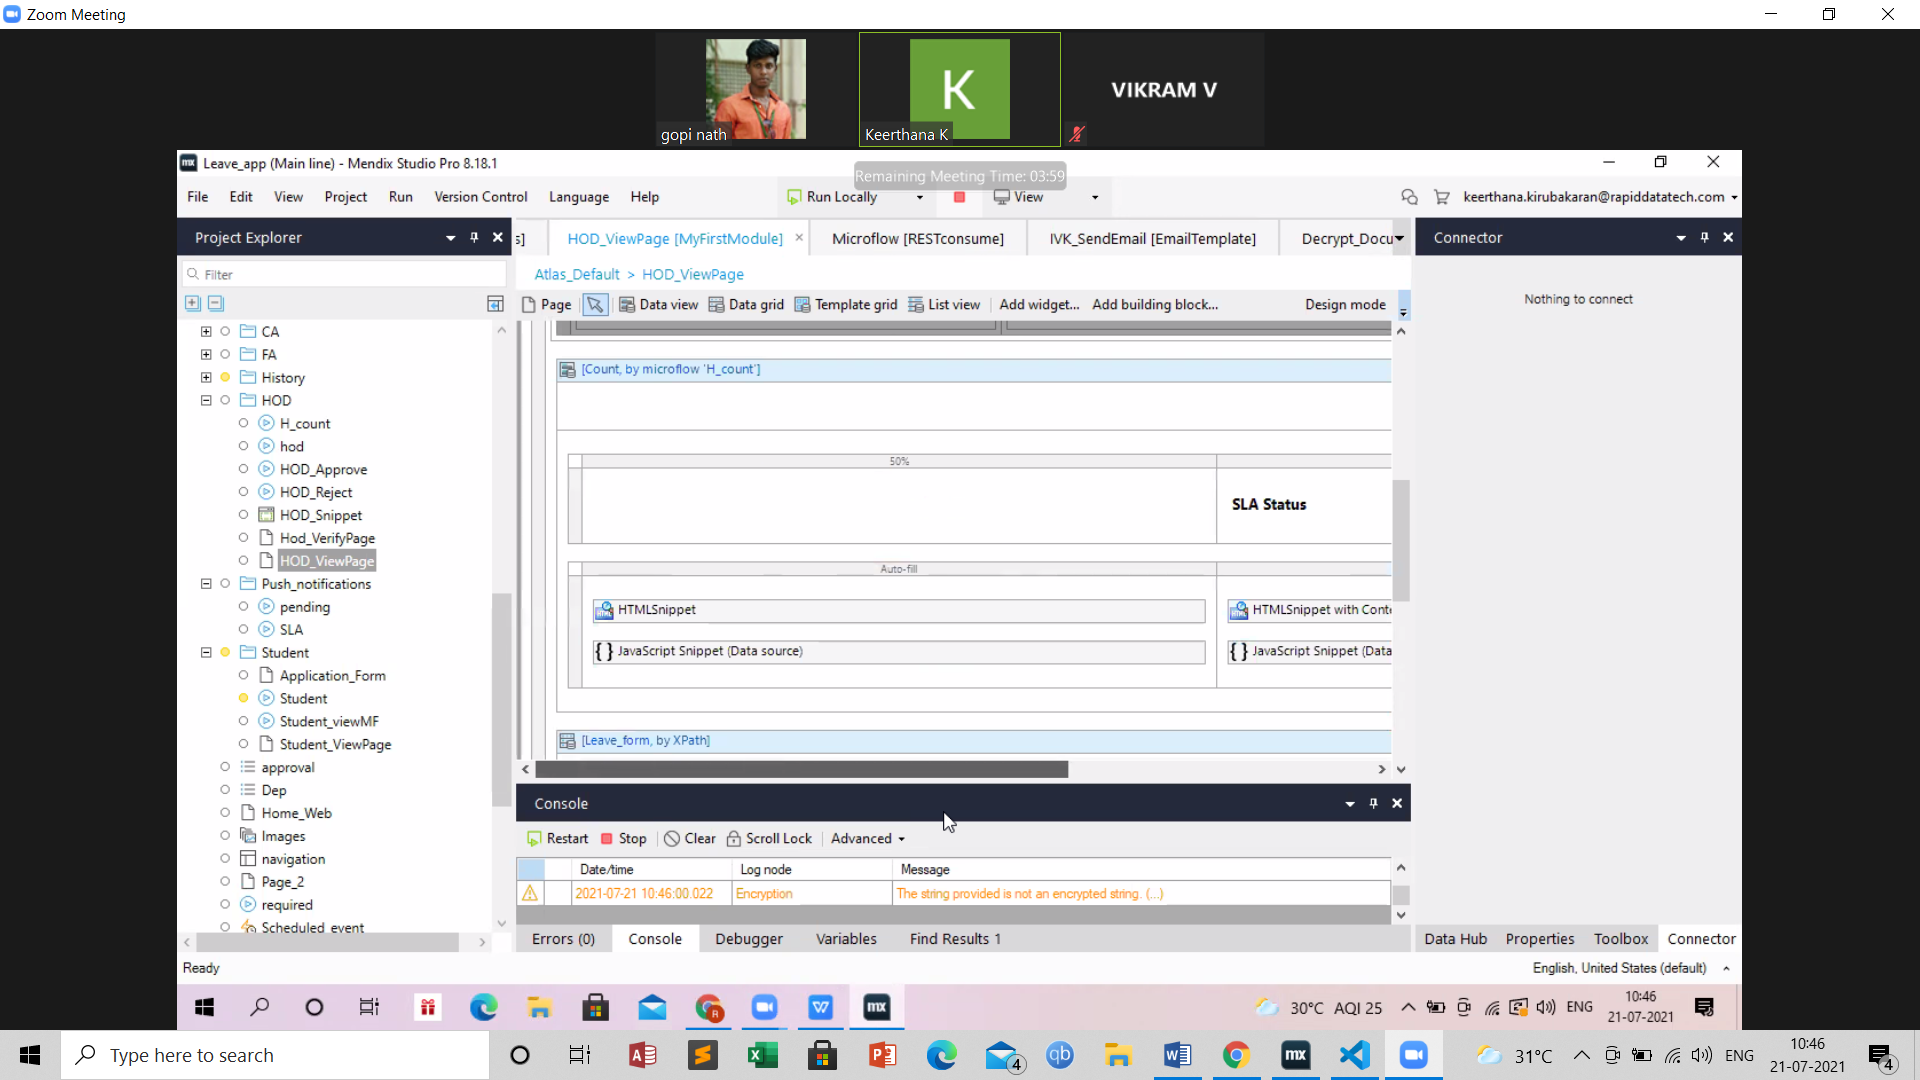 Zoom Meeting
K
VIKRAM V
gopi nath
Keerthana K
mx Leave_app (Main line) - Mendix Studio Pro 8.18.1
Remaining Meeting Time: 03:59
File Edit View Project Run Version Control Language Help
Run Locally View
keerthana.kirubakaran@rapiddatatech.com
Project Explorer
s] HOD_ViewPage [MyFirstModule] Microflow [RESTconsume] IVK_SendEmail [EmailTemplate] Decrypt_Docu
Connector
Filter
Atlas_Default > HOD_ViewPage
Page Data view Data grid Template grid List view Add widget... Add building block... Design mode
Nothing to connect
CA
FA
History
HOD
H_count
hod
HOD_Approve
HOD_Reject
HOD_Snippet
Hod_VerifyPage
HOD_ViewPage
Push_notifications
pending
SLA
Student
Application_Form
Student
Student_viewMF
Student_ViewPage
approval
Dep
Home_Web
Images
navigation
Page_2
required
Scheduled_event
[Count, by microflow 'H_count']
50%
SLA Status
Auto-fill
HTMLSnippet HTMLSnippet with Conte
{ } JavaScript Snippet (Data source) { } JavaScript Snippet (Data
[Leave_form, by XPath]
Console
Restart Stop Clear Scroll Lock Advanced
Date/time Log node Message
2021-07-21 10:46:00.022 Encryption The string provided is not an encrypted string. (...)
Errors (0) Console Debugger Variables Find Results 1
Data Hub Properties Toolbox Connector
Ready
English, United States (default)
R mx
30°C AQI 25 ENG 10:46
21-07-2021
Type here to search
qb mx
4
31°C ENG 10:46
21-07-2021
4